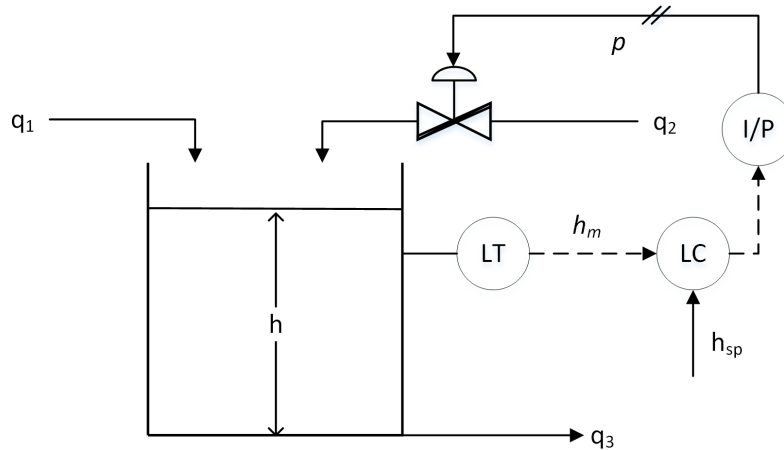 p
q₁
q₂
I/P
LT
hₘ
LC
h
hₛₚ
q₃